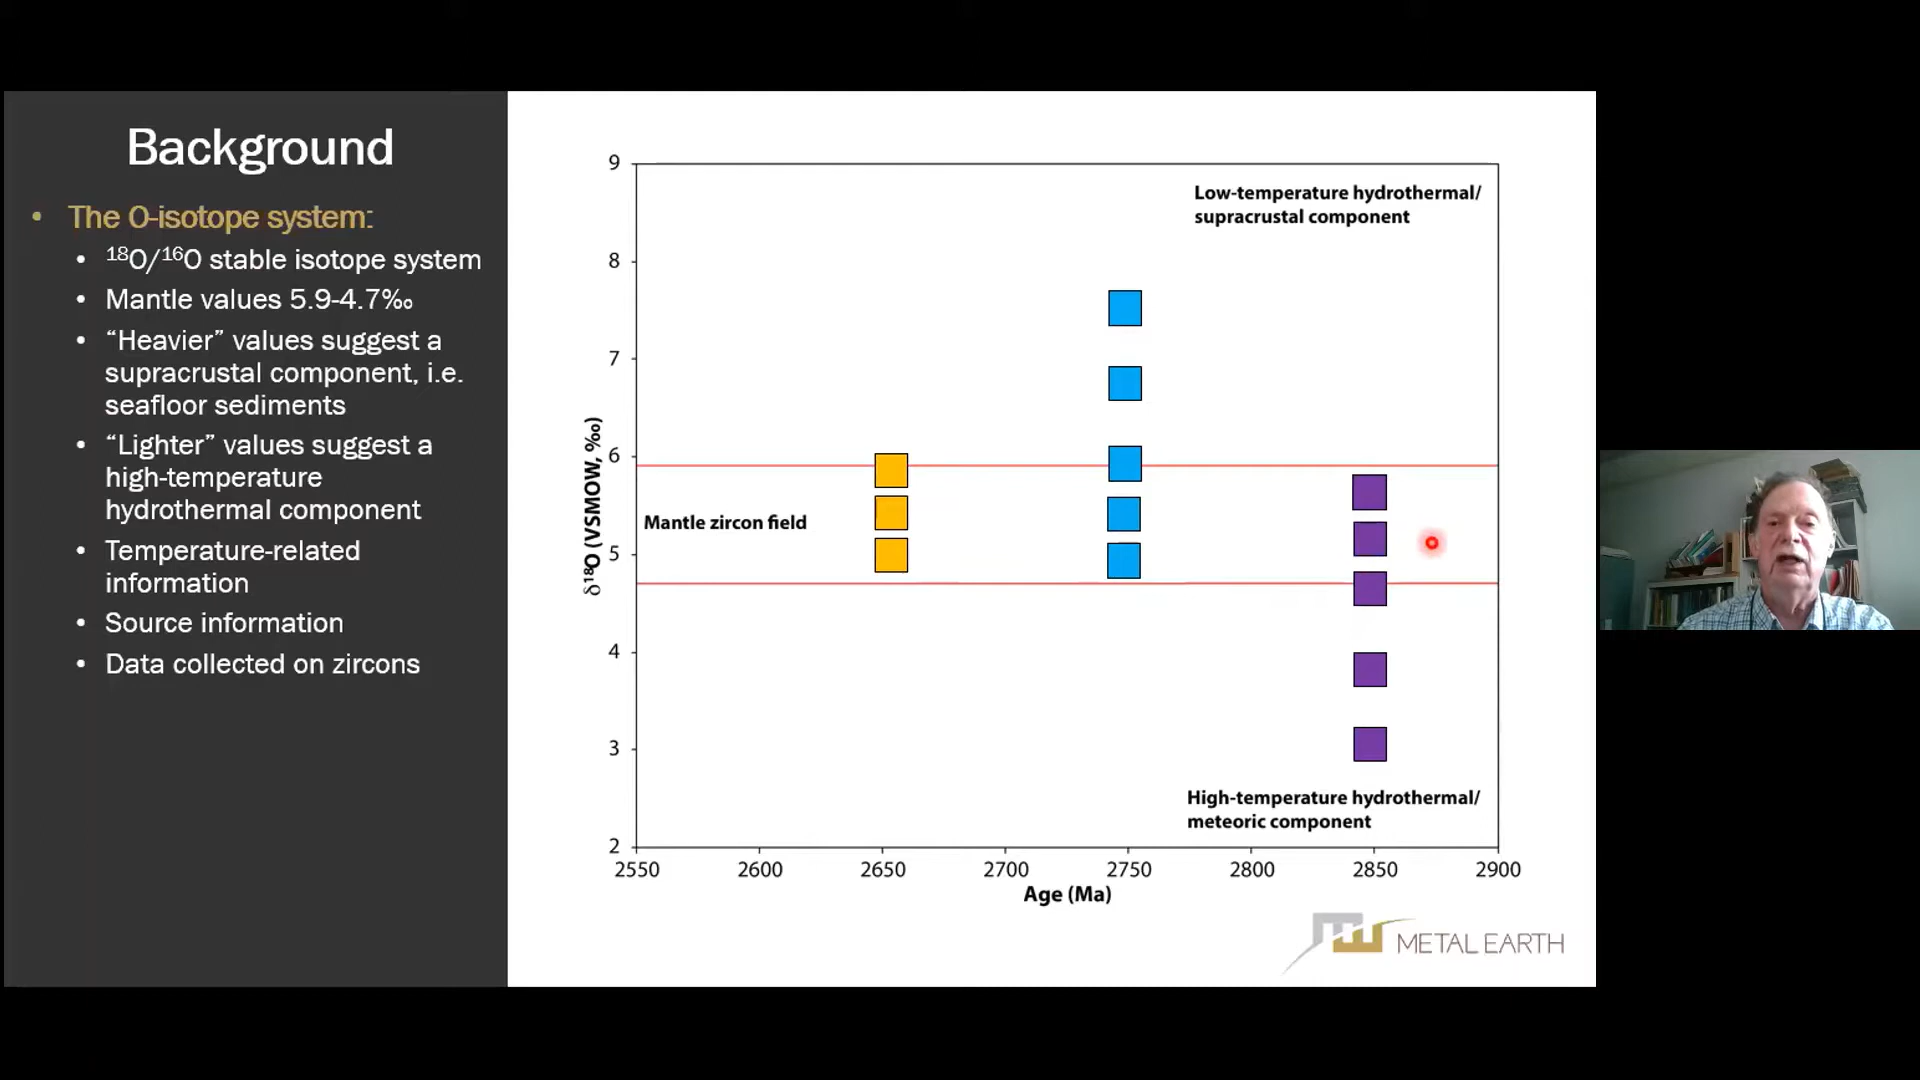 Background
• The O-isotope system:
• ¹⁸O/¹⁶O stable isotope system
• Mantle values 5.9-4.7‰
• “Heavier” values suggest a
supracrustal component, i.e.
seafloor sediments
• “Lighter” values suggest a
high-temperature
hydrothermal component
• Temperature-related
information
• Source information
• Data collected on zircons
9
8
7
6
5
4
3
2
δ¹⁸O (VSMOW, ‰)
Low-temperature hydrothermal/
supracrustal component
Mantle zircon field
High-temperature hydrothermal/
meteoric component
2550 2600 2650 2700 2750 2800 2850 2900
Age (Ma)
METAL EARTH